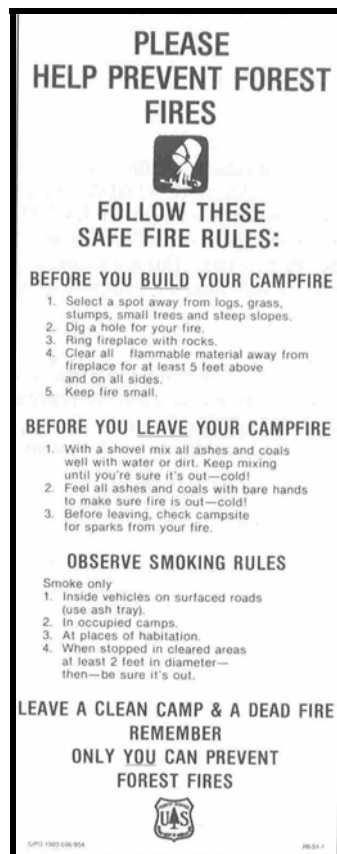 PLEASE
HELP PREVENT FOREST
FIRES
FOLLOW THESE
SAFE FIRE RULES:
BEFORE YOU BUILD YOUR CAMPFIRE
1. Select a spot away from logs, grass,
stumps, small trees and steep slopes.
2. Dig a hole for your fire.
3. Ring fireplace with rocks.
4. Clear all flammable material away from
fireplace for at least 5 feet above
and on all sides.
5. Keep fire small.
BEFORE YOU LEAVE YOUR CAMPFIRE
1. With a shovel mix all ashes and coals
well with water or dirt. Keep mixing
until you're sure it's out—cold!
2. Feel all ashes and coals with bare hands
to make sure fire is out—cold!
3. Before leaving, check campsite
for sparks from your fire.
OBSERVE SMOKING RULES
Smoke only
1. Inside vehicles on surfaced roads
(use ash tray).
2. In occupied camps.
3. At places of habitation.
4. When stopped in cleared areas
at least 2 feet in diameter—
then—be sure it's out.
LEAVE A CLEAN CAMP & A DEAD FIRE
REMEMBER
ONLY YOU CAN PREVENT
FOREST FIRES
FOREST SERVICE
UAS
GPO
R6-51-1